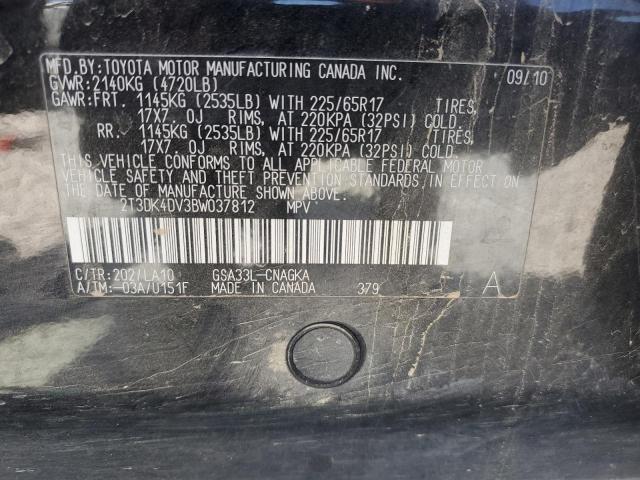 MFD.BY:TOYOTA MOTOR MANUFACTURING CANADA INC. 09/10
GVWR:2140KG (4720LB)
GAWR:FRT. 1145KG (2535LB) WITH 225/65R17 TIRES,
17X7.0J RIMS, AT 220KPA (32PSI) COLD.
RR. 1145KG (2535LB) WITH 225/65R17 TIRES,
17X7.0J RIMS, AT 220KPA (32PSI) COLD.
THIS VEHICLE CONFORMS TO ALL APPLICABLE FEDERAL MOTOR
VEHICLE SAFETY AND THEFT PREVENTION STANDARDS IN EFFECT ON
THE DATE OF MANUFACTURE SHOWN ABOVE.
2T3DK4DV3BW037812 MPV
C/TR:202/LA10 GSA33L-CNAGKA
A/TM:-03A/U151F MADE IN CANADA 379 A